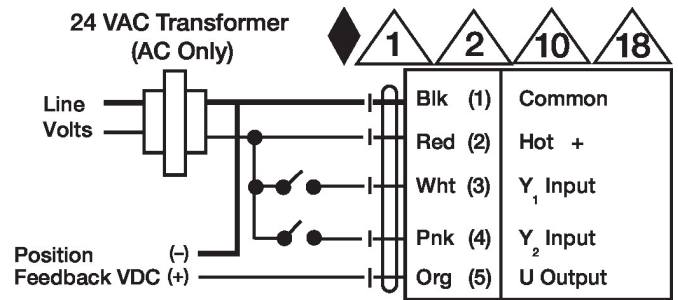 24 VAC Transformer
(AC Only)
1 2 10 18
Line
Volts
Blk (1) Common
Red (2) Hot +
Wht (3) Y1 Input
Pnk (4) Y2 Input
Org (5) U Output
Position (–)
Feedback VDC (+)